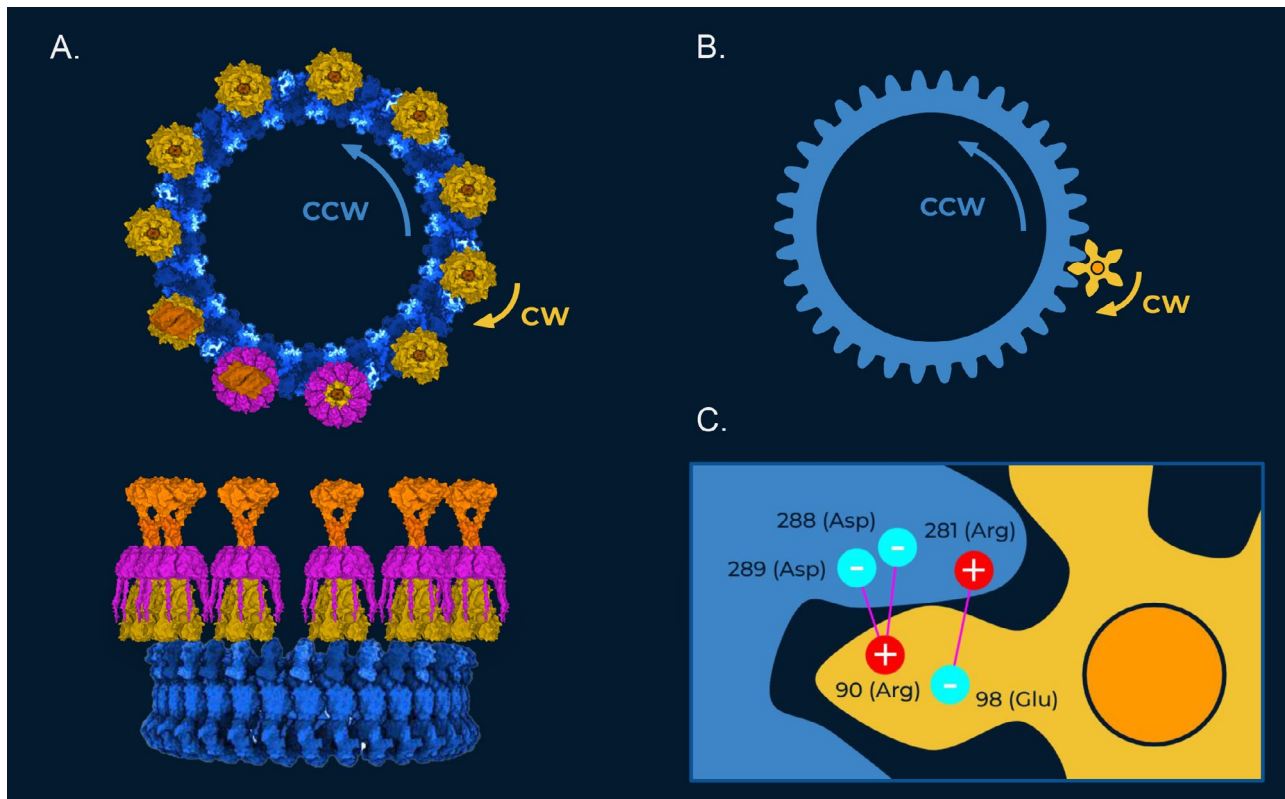 A.
CCW
CW
B.
CCW
CW
C.
288 (Asp)
281 (Arg)
289 (Asp)
-
-
+
+
-
90 (Arg)
98 (Glu)